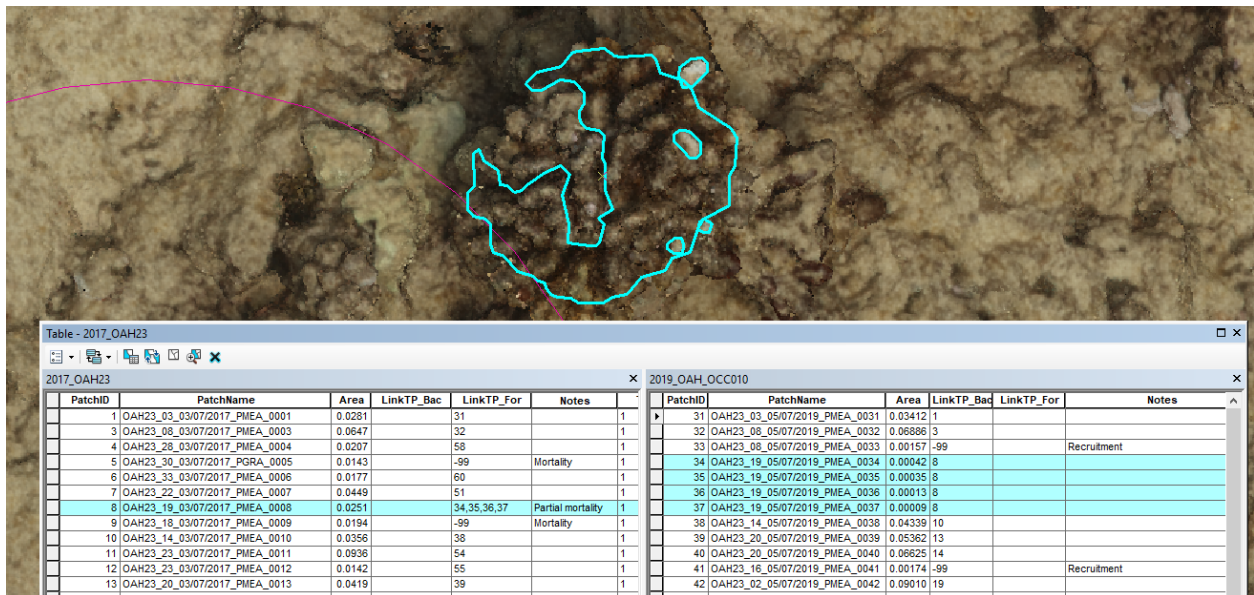 Table - 2017_OAH23
2017_OAH23
PatchID PatchName Area LinkTP_Bac LinkTP_For Notes
1 OAH23_03_03/07/2017_PMEA_0001 0.0281 31 1
3 OAH23_08_03/07/2017_PMEA_0003 0.0647 32 1
4 OAH23_28_03/07/2017_PMEA_0004 0.0207 58 1
5 OAH23_30_03/07/2017_PGRA_0005 0.0143 -99 Mortality 1
6 OAH23_33_03/07/2017_PMEA_0006 0.0177 60 1
7 OAH23_22_03/07/2017_PMEA_0007 0.0449 51 1
8 OAH23_19_03/07/2017_PMEA_0008 0.0251 34,35,36,37 Partial mortality 1
9 OAH23_18_03/07/2017_PMEA_0009 0.0194 -99 Mortality 1
10 OAH23_14_03/07/2017_PMEA_0010 0.0356 38 1
11 OAH23_23_03/07/2017_PMEA_0011 0.0936 54 1
12 OAH23_23_03/07/2017_PMEA_0012 0.0142 55 1
13 OAH23_20_03/07/2017_PMEA_0013 0.0419 39 1
2019_OAH_OCC010
PatchID PatchName Area LinkTP_Bac LinkTP_For Notes
31 OAH23_03_05/07/2019_PMEA_0031 0.03412 1
32 OAH23_08_05/07/2019_PMEA_0032 0.06886 3
33 OAH23_08_05/07/2019_PMEA_0033 0.00157 -99 Recruitment
34 OAH23_19_05/07/2019_PMEA_0034 0.00042 8
35 OAH23_19_05/07/2019_PMEA_0035 0.00035 8
36 OAH23_19_05/07/2019_PMEA_0036 0.00013 8
37 OAH23_19_05/07/2019_PMEA_0037 0.00009 8
38 OAH23_14_05/07/2019_PMEA_0038 0.04339 10
39 OAH23_20_05/07/2019_PMEA_0039 0.05362 13
40 OAH23_22_05/07/2019_PMEA_0040 0.06625 14
41 OAH23_16_05/07/2019_PMEA_0041 0.00174 -99 Recruitment
42 OAH23_02_05/07/2019_PMEA_0042 0.09010 19